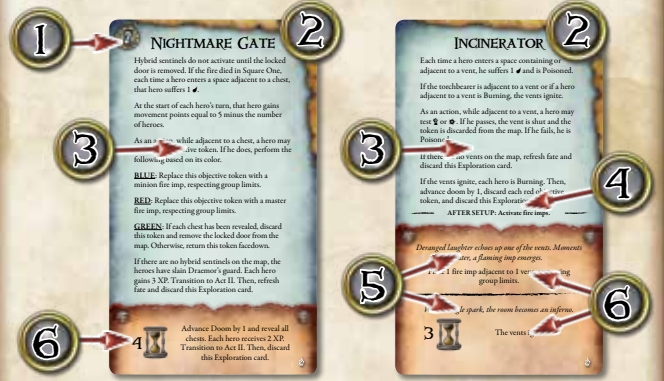 1
2
NIGHTMARE GATE
Hybrid sentinels do not activate until the locked
door is removed. If the fire died in Square One,
each time a hero enters a space adjacent to a chest,
that hero suffers 1
At the start of each hero's turn, that hero gains
movement points equal to 5 minus the number
of heroes.
3
As an while adjacent to a chest, a hero may
token. If he does, perform the
following based on its color.
BLUE: Replace this objective token with a
minion fire imp, respecting group limits.
RED: Replace this objective token with a master
fire imp, respecting group limits.
GREEN: If each chest has been revealed, discard
this token and remove the locked door from the
map. Otherwise, return this token facedown.
If there are no hybrid sentinels on the map, the
heroes have slain Draemor's guard. Each hero
gains 3 XP. Transition to Act II. Then, refresh
fate and discard this Exploration card.
6
4
Advance Doom by 1 and reveal all
chests. Each hero receives 2 XP.
Transition to Act II. Then, discard
this Exploration card.
2
INCINERATOR
Each time a hero enters a space containing or
adjacent to a vent, he suffers 1 and is Poisoned.
If the torchbearer is adjacent to a vent or if a hero
adjacent to a vent is Burning, the vents ignite.
As an action, while adjacent to a vent, a hero may
test or . If he passes, the vent is shut and the
token is discarded from the map. If he fails, he is
3
If there no vents on the map, refresh fate and
discard this Exploration card.
If the vents ignite, each hero is Burning. Then,
advance doom by 1, discard each red
token, and discard this
4
AFTER SETUP: Activate fire imps.
Deranged laughter echoes up one of the vents. Moments
a flaming imp emerges.
5
1 fire imp adjacent to 1
group limits.
6
spark, the room becomes an inferno.
3
The vents